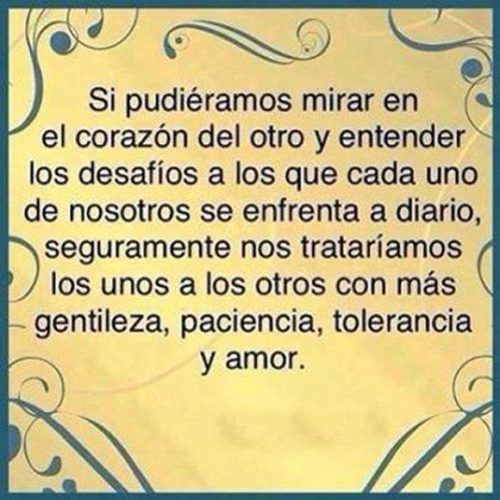 Si pudiéramos mirar en
el corazón del otro y entender
los desafíos a los que cada uno
de nosotros se enfrenta a diario,
seguramente nos trataríamos
los unos a los otros con más
gentileza, paciencia, tolerancia
y amor.